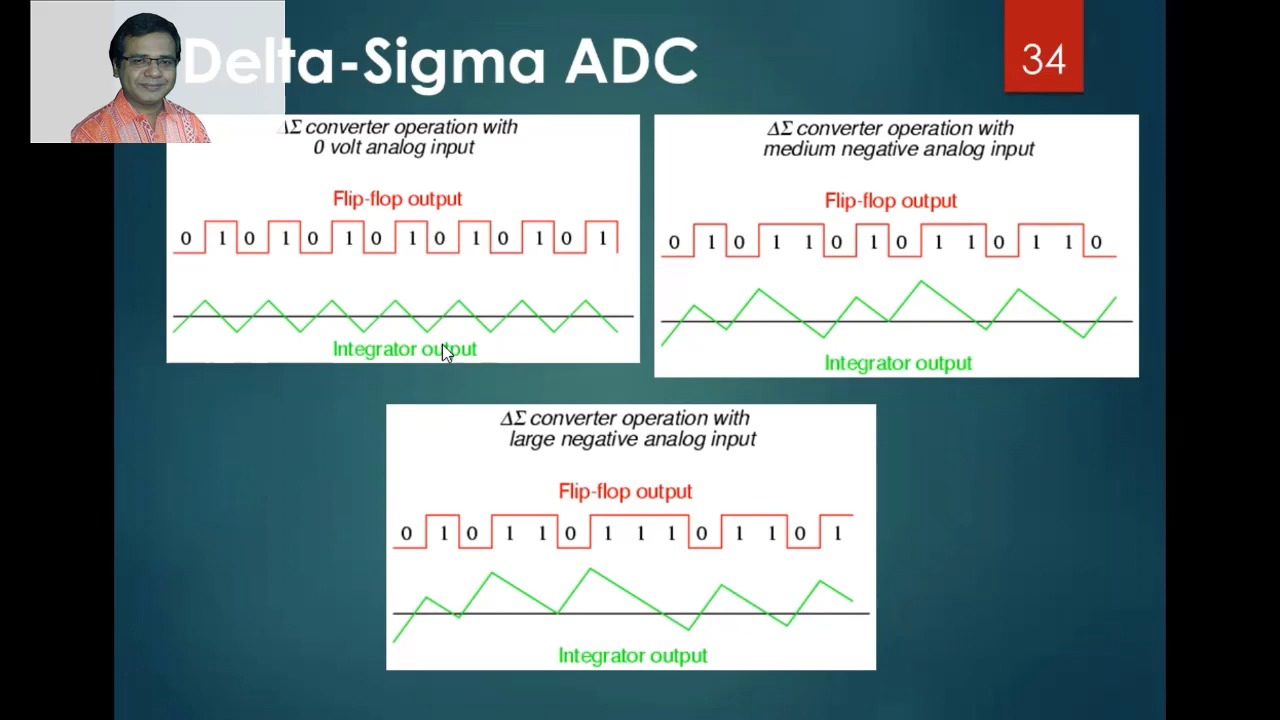 Delta-Sigma ADC
34
ΔΣ converter operation with
0 volt analog input
Flip-flop output
0 1 0 1 0 1 0 1 0 1 0 1 0 1
Integrator output
ΔΣ converter operation with
medium negative analog input
Flip-flop output
0 1 0 1 1 0 1 0 1 1 0 1 1 0
Integrator output
ΔΣ converter operation with
large negative analog input
Flip-flop output
0 1 0 1 1 0 1 1 1 0 1 1 0 1
Integrator output